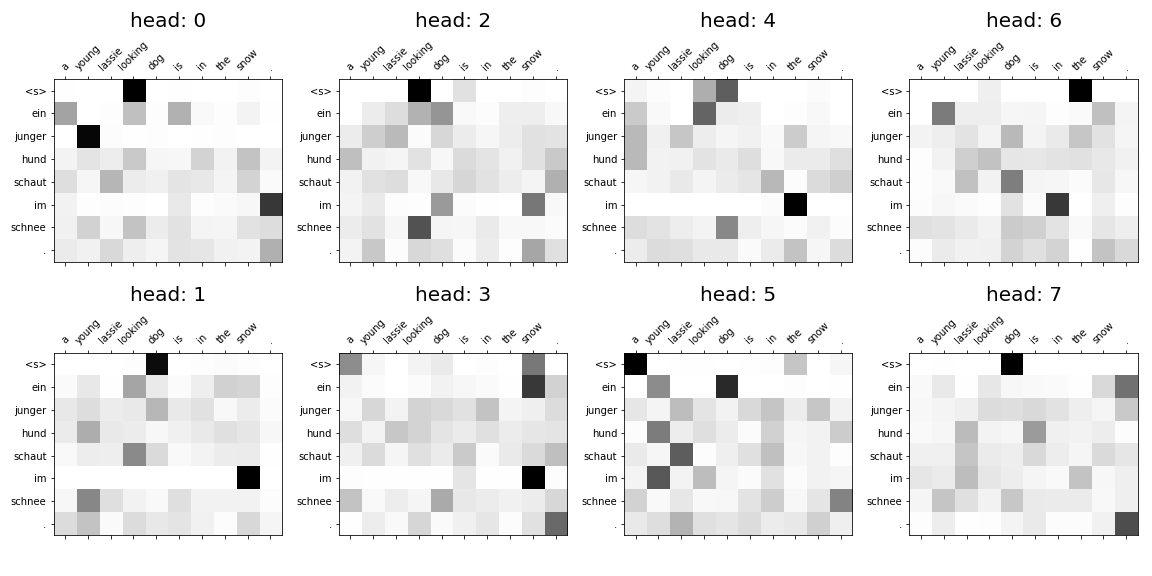 head: 0 head: 2 head: 4 head: 6
a young lassie looking dog is in the snow . a young lassie looking dog is in the snow . a young lassie looking dog is in the snow . a young lassie looking dog is in the snow .
<s> <s> <s> <s>
ein ein ein ein
junger junger junger junger
hund hund hund hund
schaut schaut schaut schaut
im im im im
schnee schnee schnee schnee
. . . .
head: 1 head: 3 head: 5 head: 7
a young lassie looking dog is in the snow . a young lassie looking dog is in the snow . a young lassie looking dog is in the snow . a young lassie looking dog is in the snow .
<s> <s> <s> <s>
ein ein ein ein
junger junger junger junger
hund hund hund hund
schaut schaut schaut schaut
im im im im
schnee schnee schnee schnee
. . . .